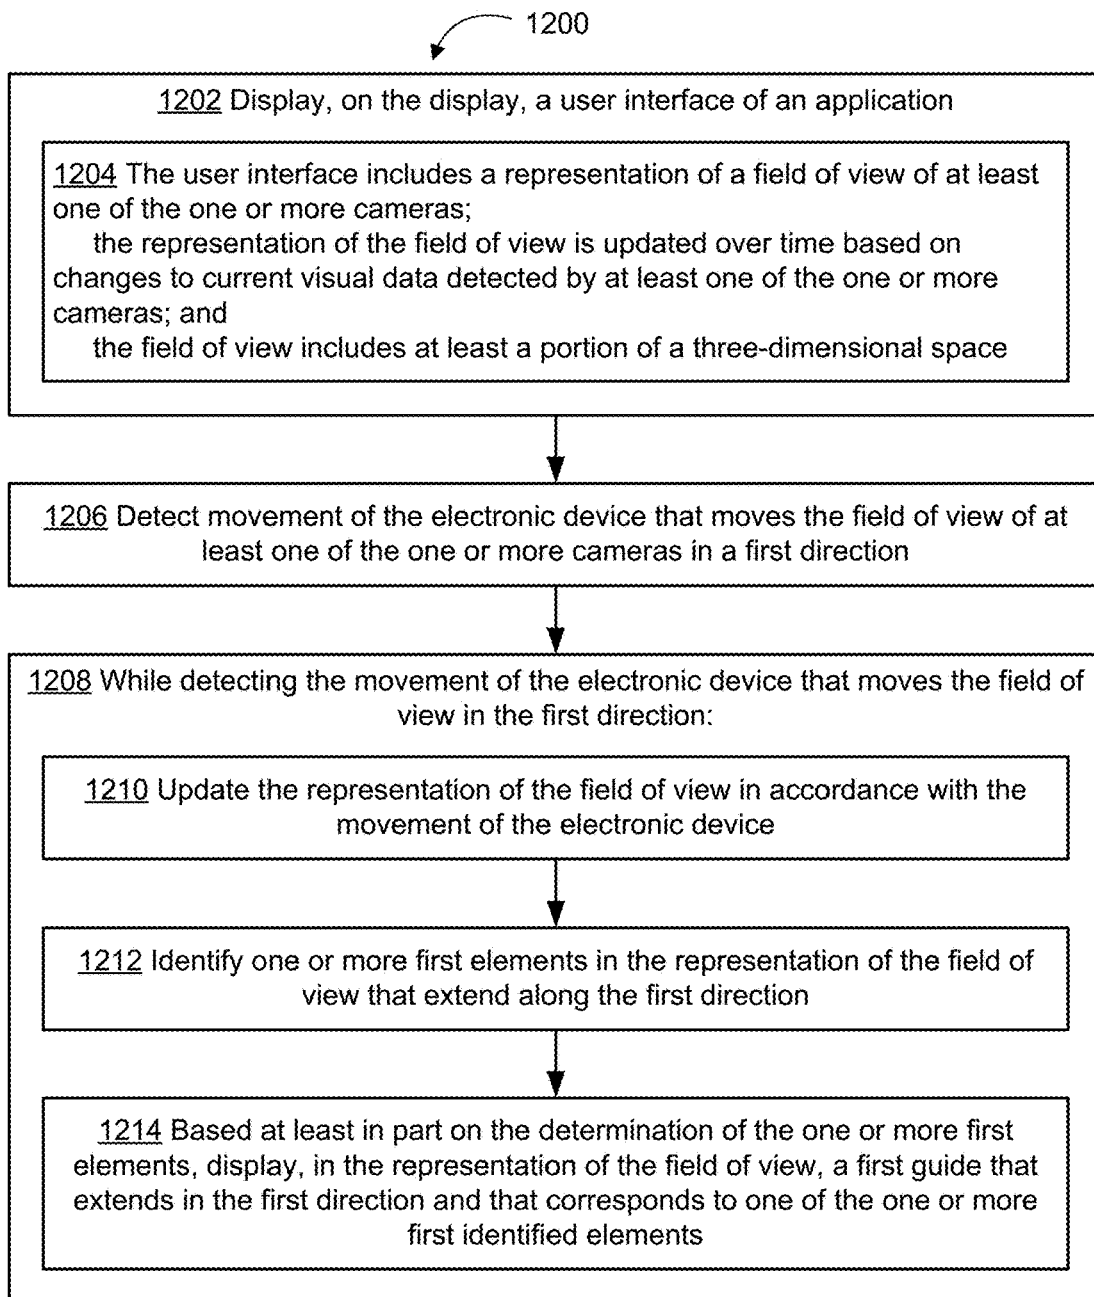 1200
1202 Display, on the display, a user interface of an application
1204 The user interface includes a representation of a field of view of at least
one of the one or more cameras;
the representation of the field of view is updated over time based on
changes to current visual data detected by at least one of the one or more
cameras; and
the field of view includes at least a portion of a three-dimensional space
1206 Detect movement of the electronic device that moves the field of view of at
least one of the one or more cameras in a first direction
1208 While detecting the movement of the electronic device that moves the field of
view in the first direction:
1210 Update the representation of the field of view in accordance with the
movement of the electronic device
1212 Identify one or more first elements in the representation of the field of
view that extend along the first direction
1214 Based at least in part on the determination of the one or more first
elements, display, in the representation of the field of view, a first guide that
extends in the first direction and that corresponds to one of the one or more
first identified elements